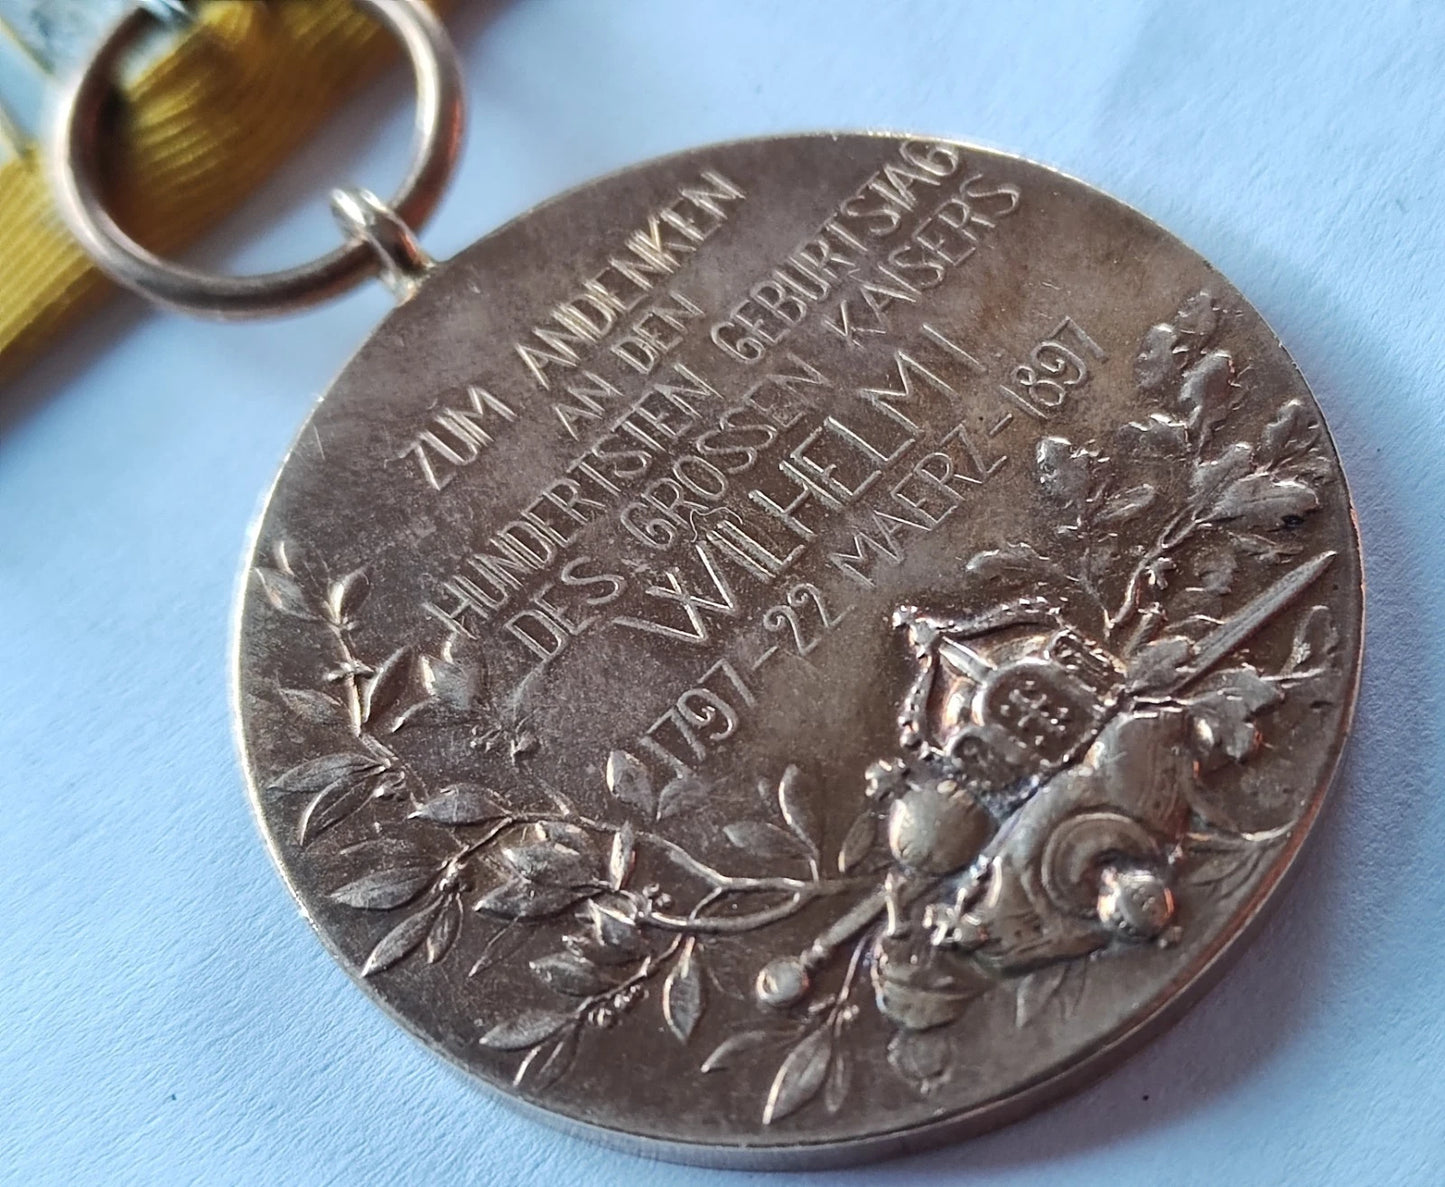 ZUM ANDENKEN
AN DEN
HUNDERTSTEN GEBURTSTAG
DES GROSSEN KAISERS
WILHELM I
1797-22 MAERZ-1897